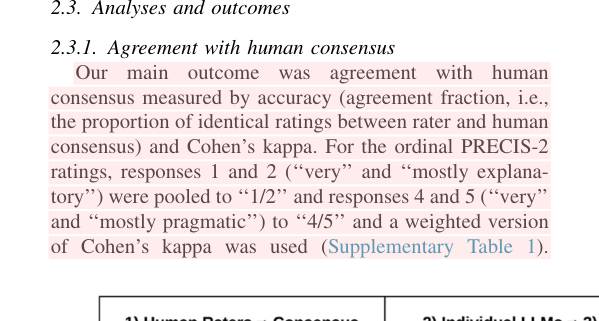 2.3. Analyses and outcomes
2.3.1. Agreement with human consensus
Our main outcome was agreement with human
consensus measured by accuracy (agreement fraction, i.e.,
the proportion of identical ratings between rater and human
consensus) and Cohen’s kappa. For the ordinal PRECIS-2
ratings, responses 1 and 2 (‘‘very’’ and ‘‘mostly explana-
tory’’) were pooled to ‘‘1/2’’ and responses 4 and 5 (‘‘very’’
and ‘‘mostly pragmatic’’) to ‘‘4/5’’ and a weighted version
of Cohen’s kappa was used (Supplementary Table 1).